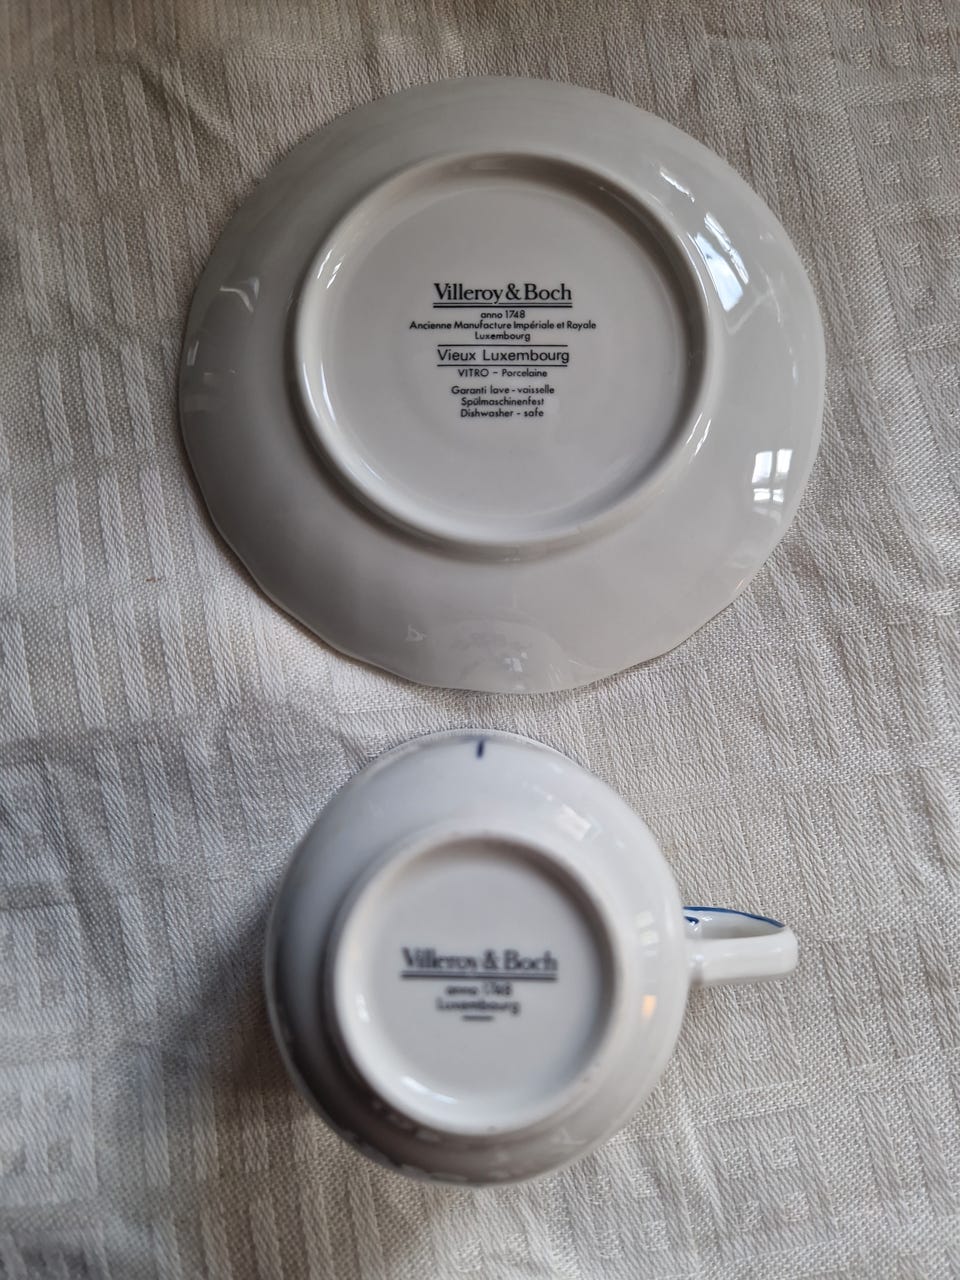 Villeroy & Boch
anno 1748
Ancienne Manufacture Impériale et Royale
Luxembourg
Vieux Luxembourg
VITRO - Porcelaine
Garanti lave - vaisselle
Spülmaschinenfest
Dishwasher - safe
Villeroy & Boch
anno 1748
Luxembourg